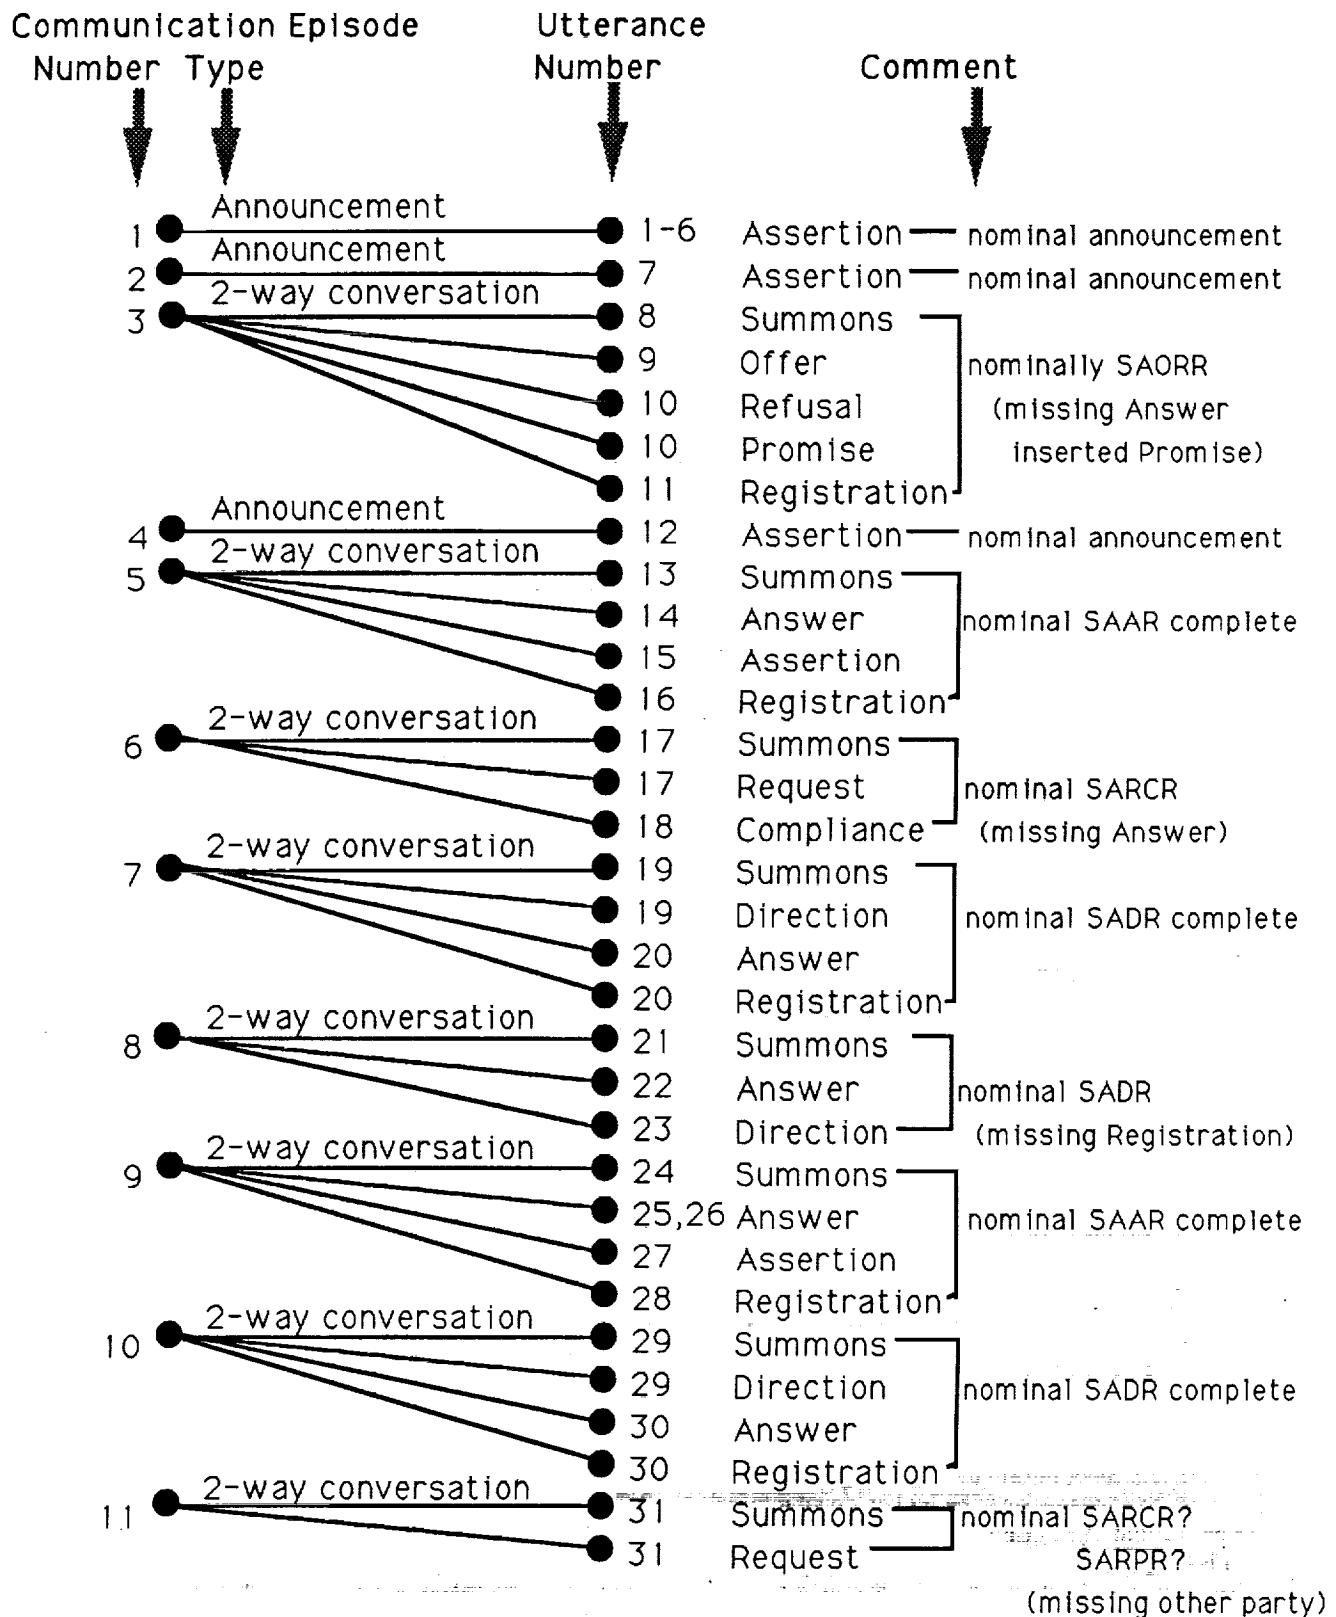 Communication Episode Utterance
Number Type Number Comment
Announcement
1 1-6 Assertion nominal announcement
Announcement
2 7 Assertion nominal announcement
2-way conversation
3 8 Summons
9 Offer nominally SAORR
10 Refusal (missing Answer
10 Promise inserted Promise)
11 Registration
Announcement
4 12 Assertion nominal announcement
2-way conversation
5 13 Summons
14 Answer nominal SAAR complete
15 Assertion
16 Registration
2-way conversation
6 17 Summons
17 Request nominal SARCR
18 Compliance (missing Answer)
2-way conversation
7 19 Summons
19 Direction nominal SADR complete
20 Answer
20 Registration
2-way conversation
8 21 Summons
22 Answer nominal SADR
23 Direction (missing Registration)
2-way conversation
9 24 Summons
25,26 Answer nominal SAAR complete
27 Assertion
28 Registration
2-way conversation
10 29 Summons
29 Direction nominal SADR complete
30 Answer
30 Registration
2-way conversation
11 31 Summons nominal SARCR?
31 Request SARPR?
(missing other party)